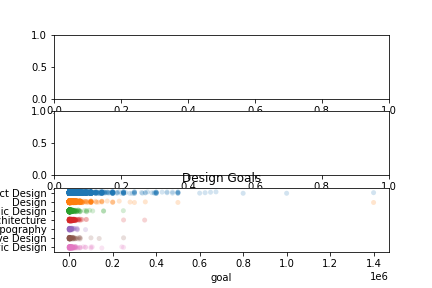 1.0
0.5
0.0
0.0 0.2 0.4 0.6 0.8 1.0
1.0
0.5
0.0
0.0 0.2 0.4 0.6 0.8 1.0
Design Goals
ct Design
Design
ic Design
chitecture
pography
ve Design
ric Design
0.0 0.2 0.4 0.6 0.8 1.0 1.2 1.4
1e6
goal